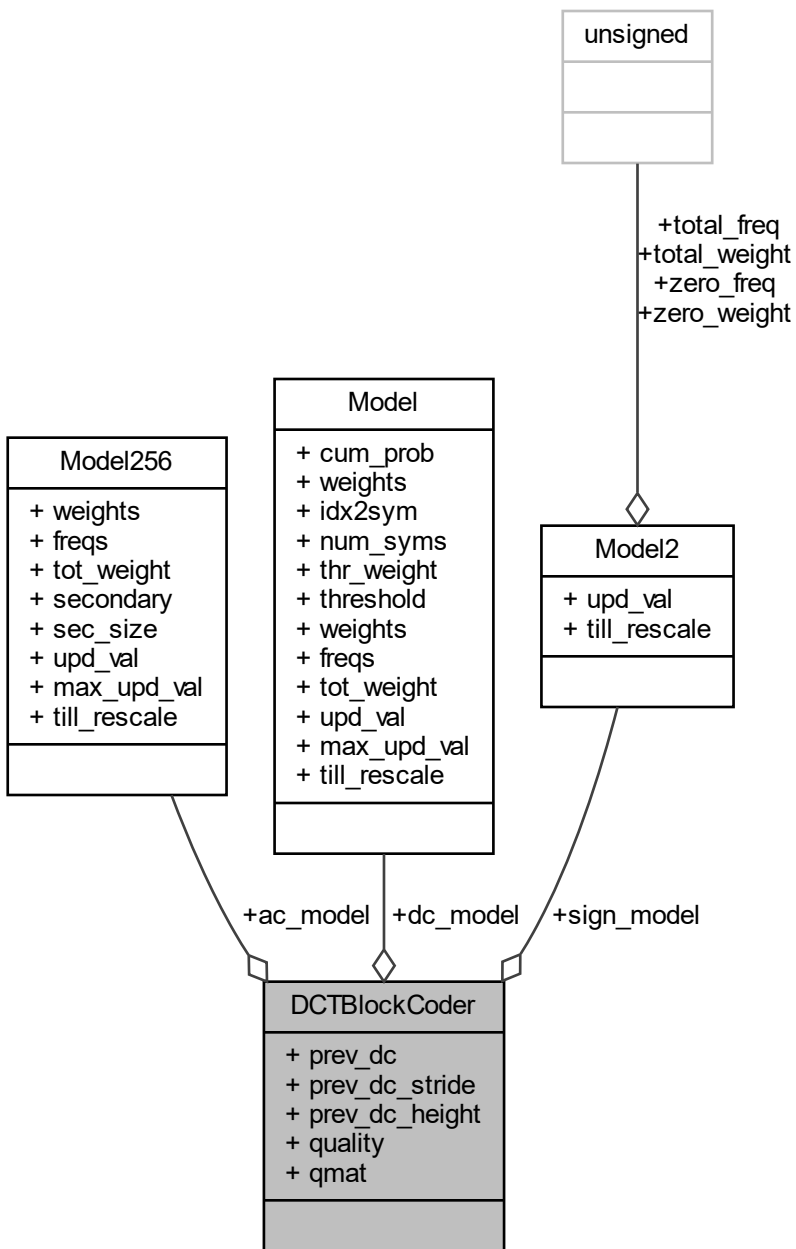 unsigned
+total_freq
+total_weight
+zero_freq
+zero_weight
Model
+ cum_prob
+ weights
+ idx2sym
+ num_syms
+ thr_weight
+ threshold
+ weights
+ freqs
+ tot_weight
+ upd_val
+ max_upd_val
+ till_rescale
Model256
+ weights
+ freqs
+ tot_weight
+ secondary
+ sec_size
+ upd_val
+ max_upd_val
+ till_rescale
Model2
+ upd_val
+ till_rescale
+ac_model
+dc_model
+sign_model
DCTBlockCoder
+ prev_dc
+ prev_dc_stride
+ prev_dc_height
+ quality
+ qmat